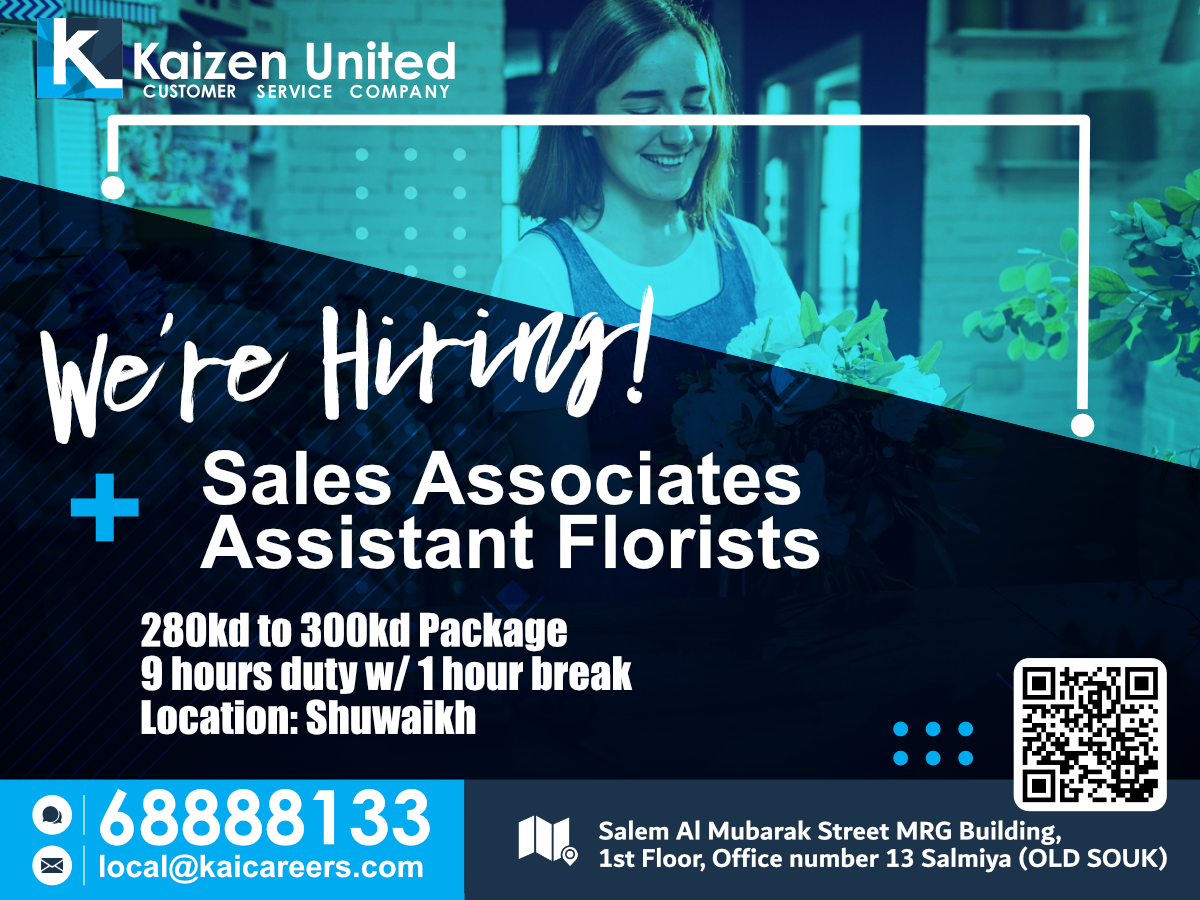 K
Kaizen United
CUSTOMER SERVICE COMPANY
We're Hiring!
Sales Associates
Assistant Florists
280kd to 300kd Package
9 hours duty w/ 1 hour break
Location: Shuwaikh
68888133
local@kaicareers.com
Salem Al Mubarak Street MRG Building,
1st Floor, Office number 13 Salmiya (OLD SOUK)